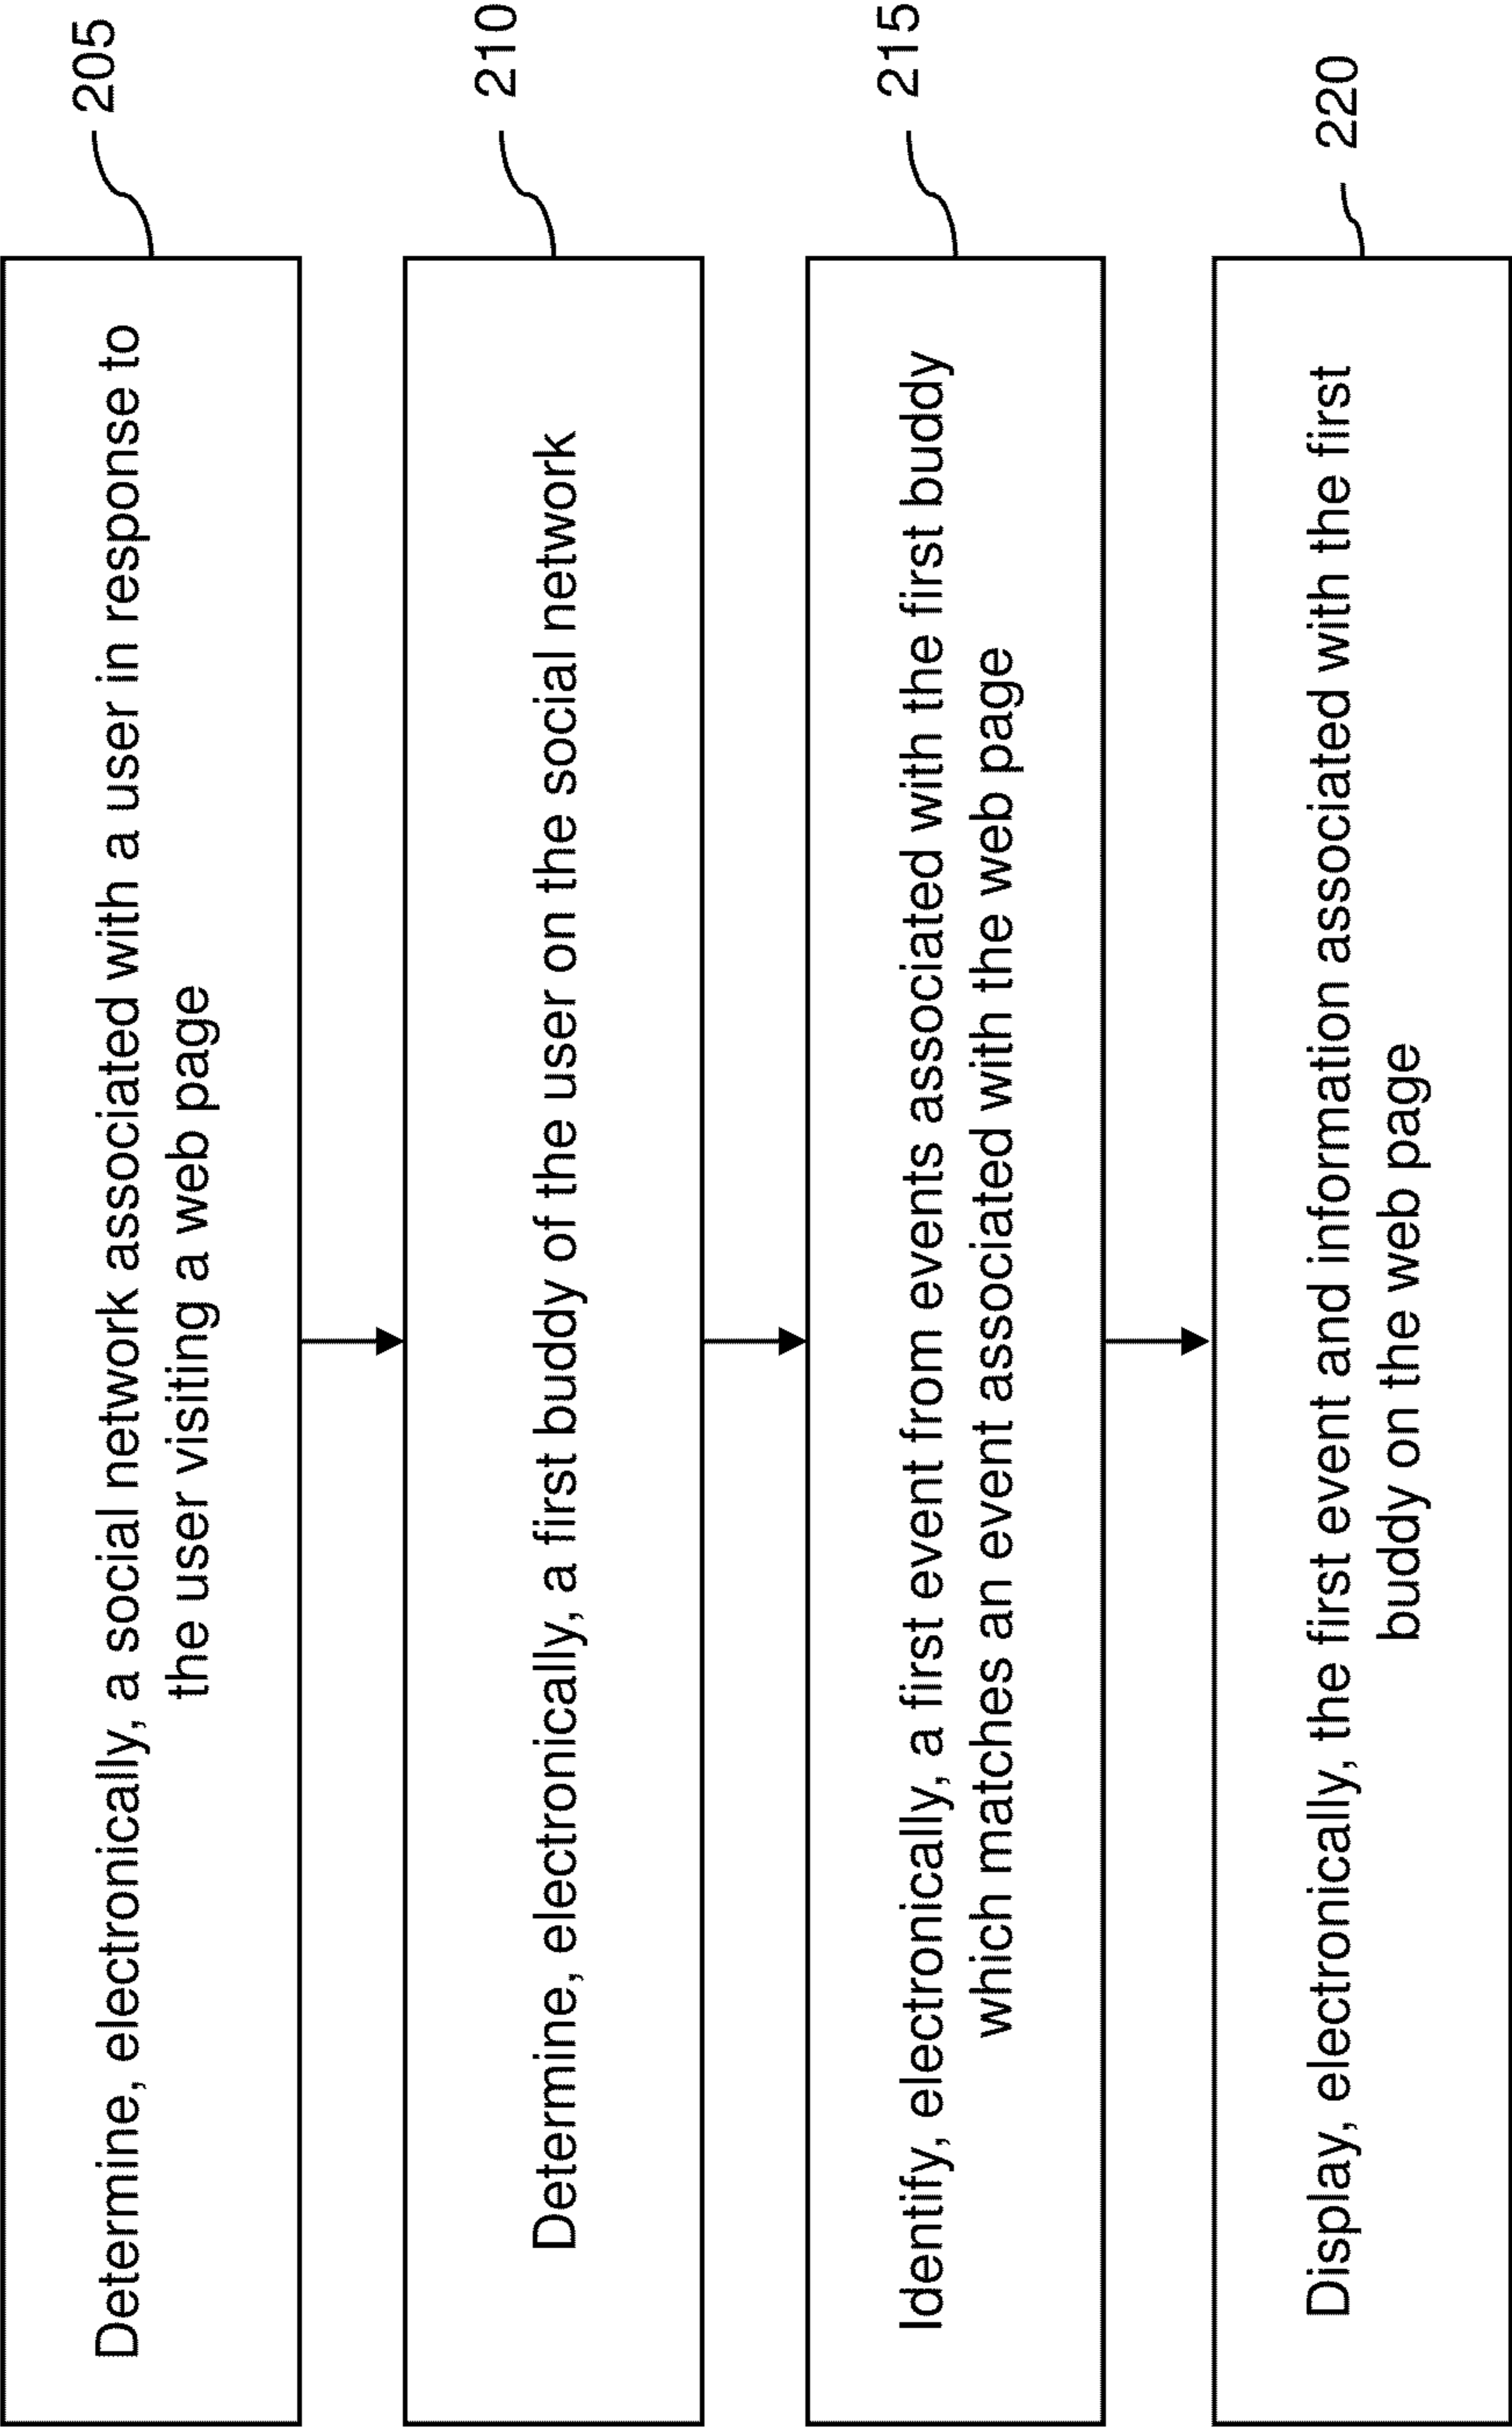 205
Determine, electronically, a social network associated with a user in response to
the user visiting a web page
210
Determine, electronically, a first buddy of the user on the social network
215
Identify, electronically, a first event from events associated with the first buddy
which matches an event associated with the web page
220
Display, electronically, the first event and information associated with the first
buddy on the web page